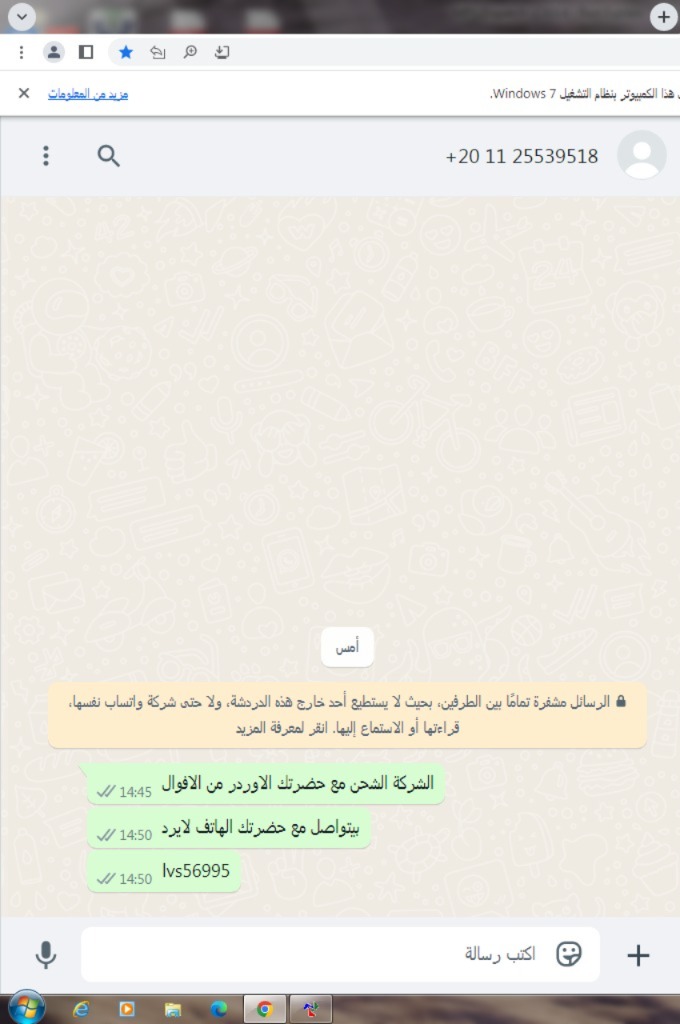 هذا الكمبيوتر بنظام التشغيل Windows 7.
مزيد من المعلومات
+20 11 25539518
أمس
الرسائل مشفرة تمامًا بين الطرفين، بحيث لا يستطيع أحد خارج هذه الدردشة، ولا حتى شركة واتساب نفسها،
قراءتها أو الاستماع إليها. انقر لمعرفة المزيد
الشركة الشحن مع حضرتك الاوردر من الافوال
14:45
بيتواصل مع حضرتك الهاتف لايرد
14:50
lvs56995
14:50
اكتب رسالة